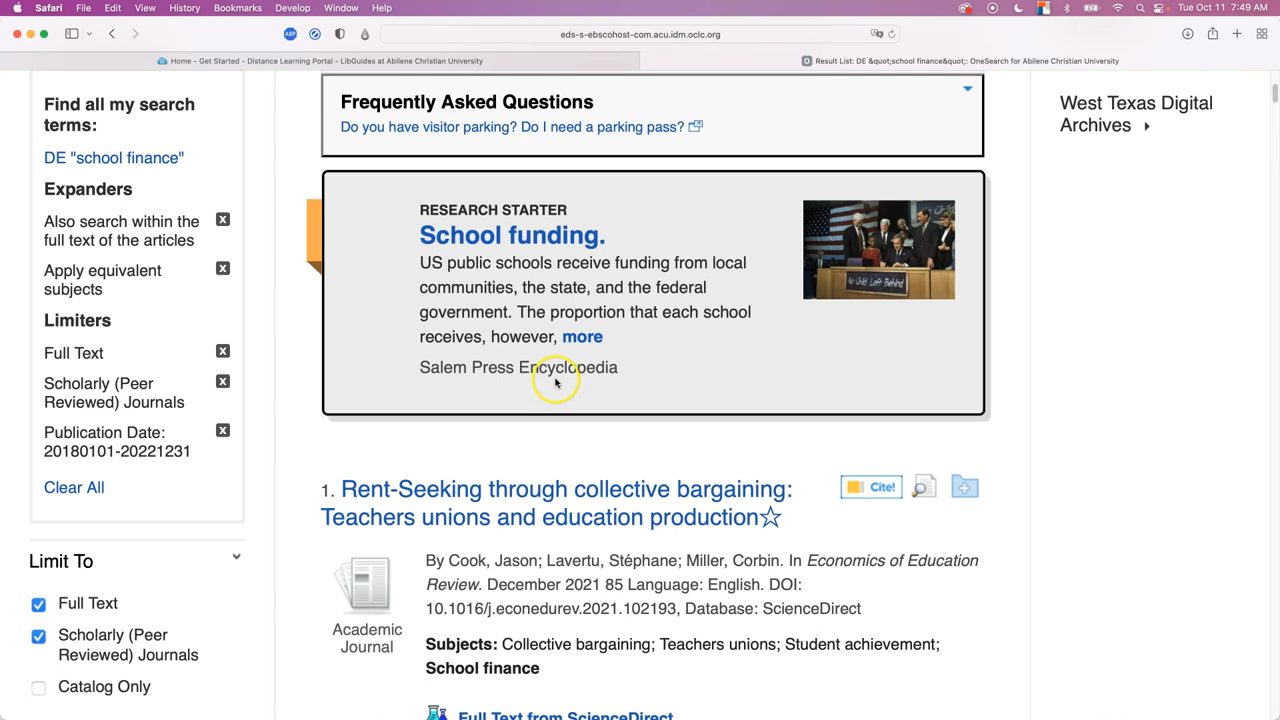 Safari File Edit View History Bookmarks Develop Window Help Tue Oct 11 7:49 AM
ABP eds-s-ebscohost-com.acu.idm.oclc.org
Home - Get Started - Distance Learning Portal - LibGuides at Abilene Christian University
Result List: DE &quot;school finance&quot;: OneSearch for Abilene Christian University
Find all my search
terms:
DE "school finance"
Expanders
Also search within the
full text of the articles
Apply equivalent
subjects
Limiters
Full Text
Scholarly (Peer
Reviewed) Journals
Publication Date:
20180101-20221231
Clear All
Limit To
Full Text
Scholarly (Peer
Reviewed) Journals
Catalog Only
Frequently Asked Questions
Do you have visitor parking? Do I need a parking pass?
RESEARCH STARTER
School funding.
US public schools receive funding from local
communities, the state, and the federal
government. The proportion that each school
receives, however, more
Salem Press Encyclopedia
No Child Left Behind
1. Rent-Seeking through collective bargaining:
Teachers unions and education production
Cite!
Academic
Journal
By Cook, Jason; Lavertu, Stéphane; Miller, Corbin. In Economics of Education
Review. December 2021 85 Language: English. DOI:
10.1016/j.econedurev.2021.102193, Database: ScienceDirect
Subjects: Collective bargaining; Teachers unions; Student achievement;
School finance
Full Text from ScienceDirect
West Texas Digital
Archives